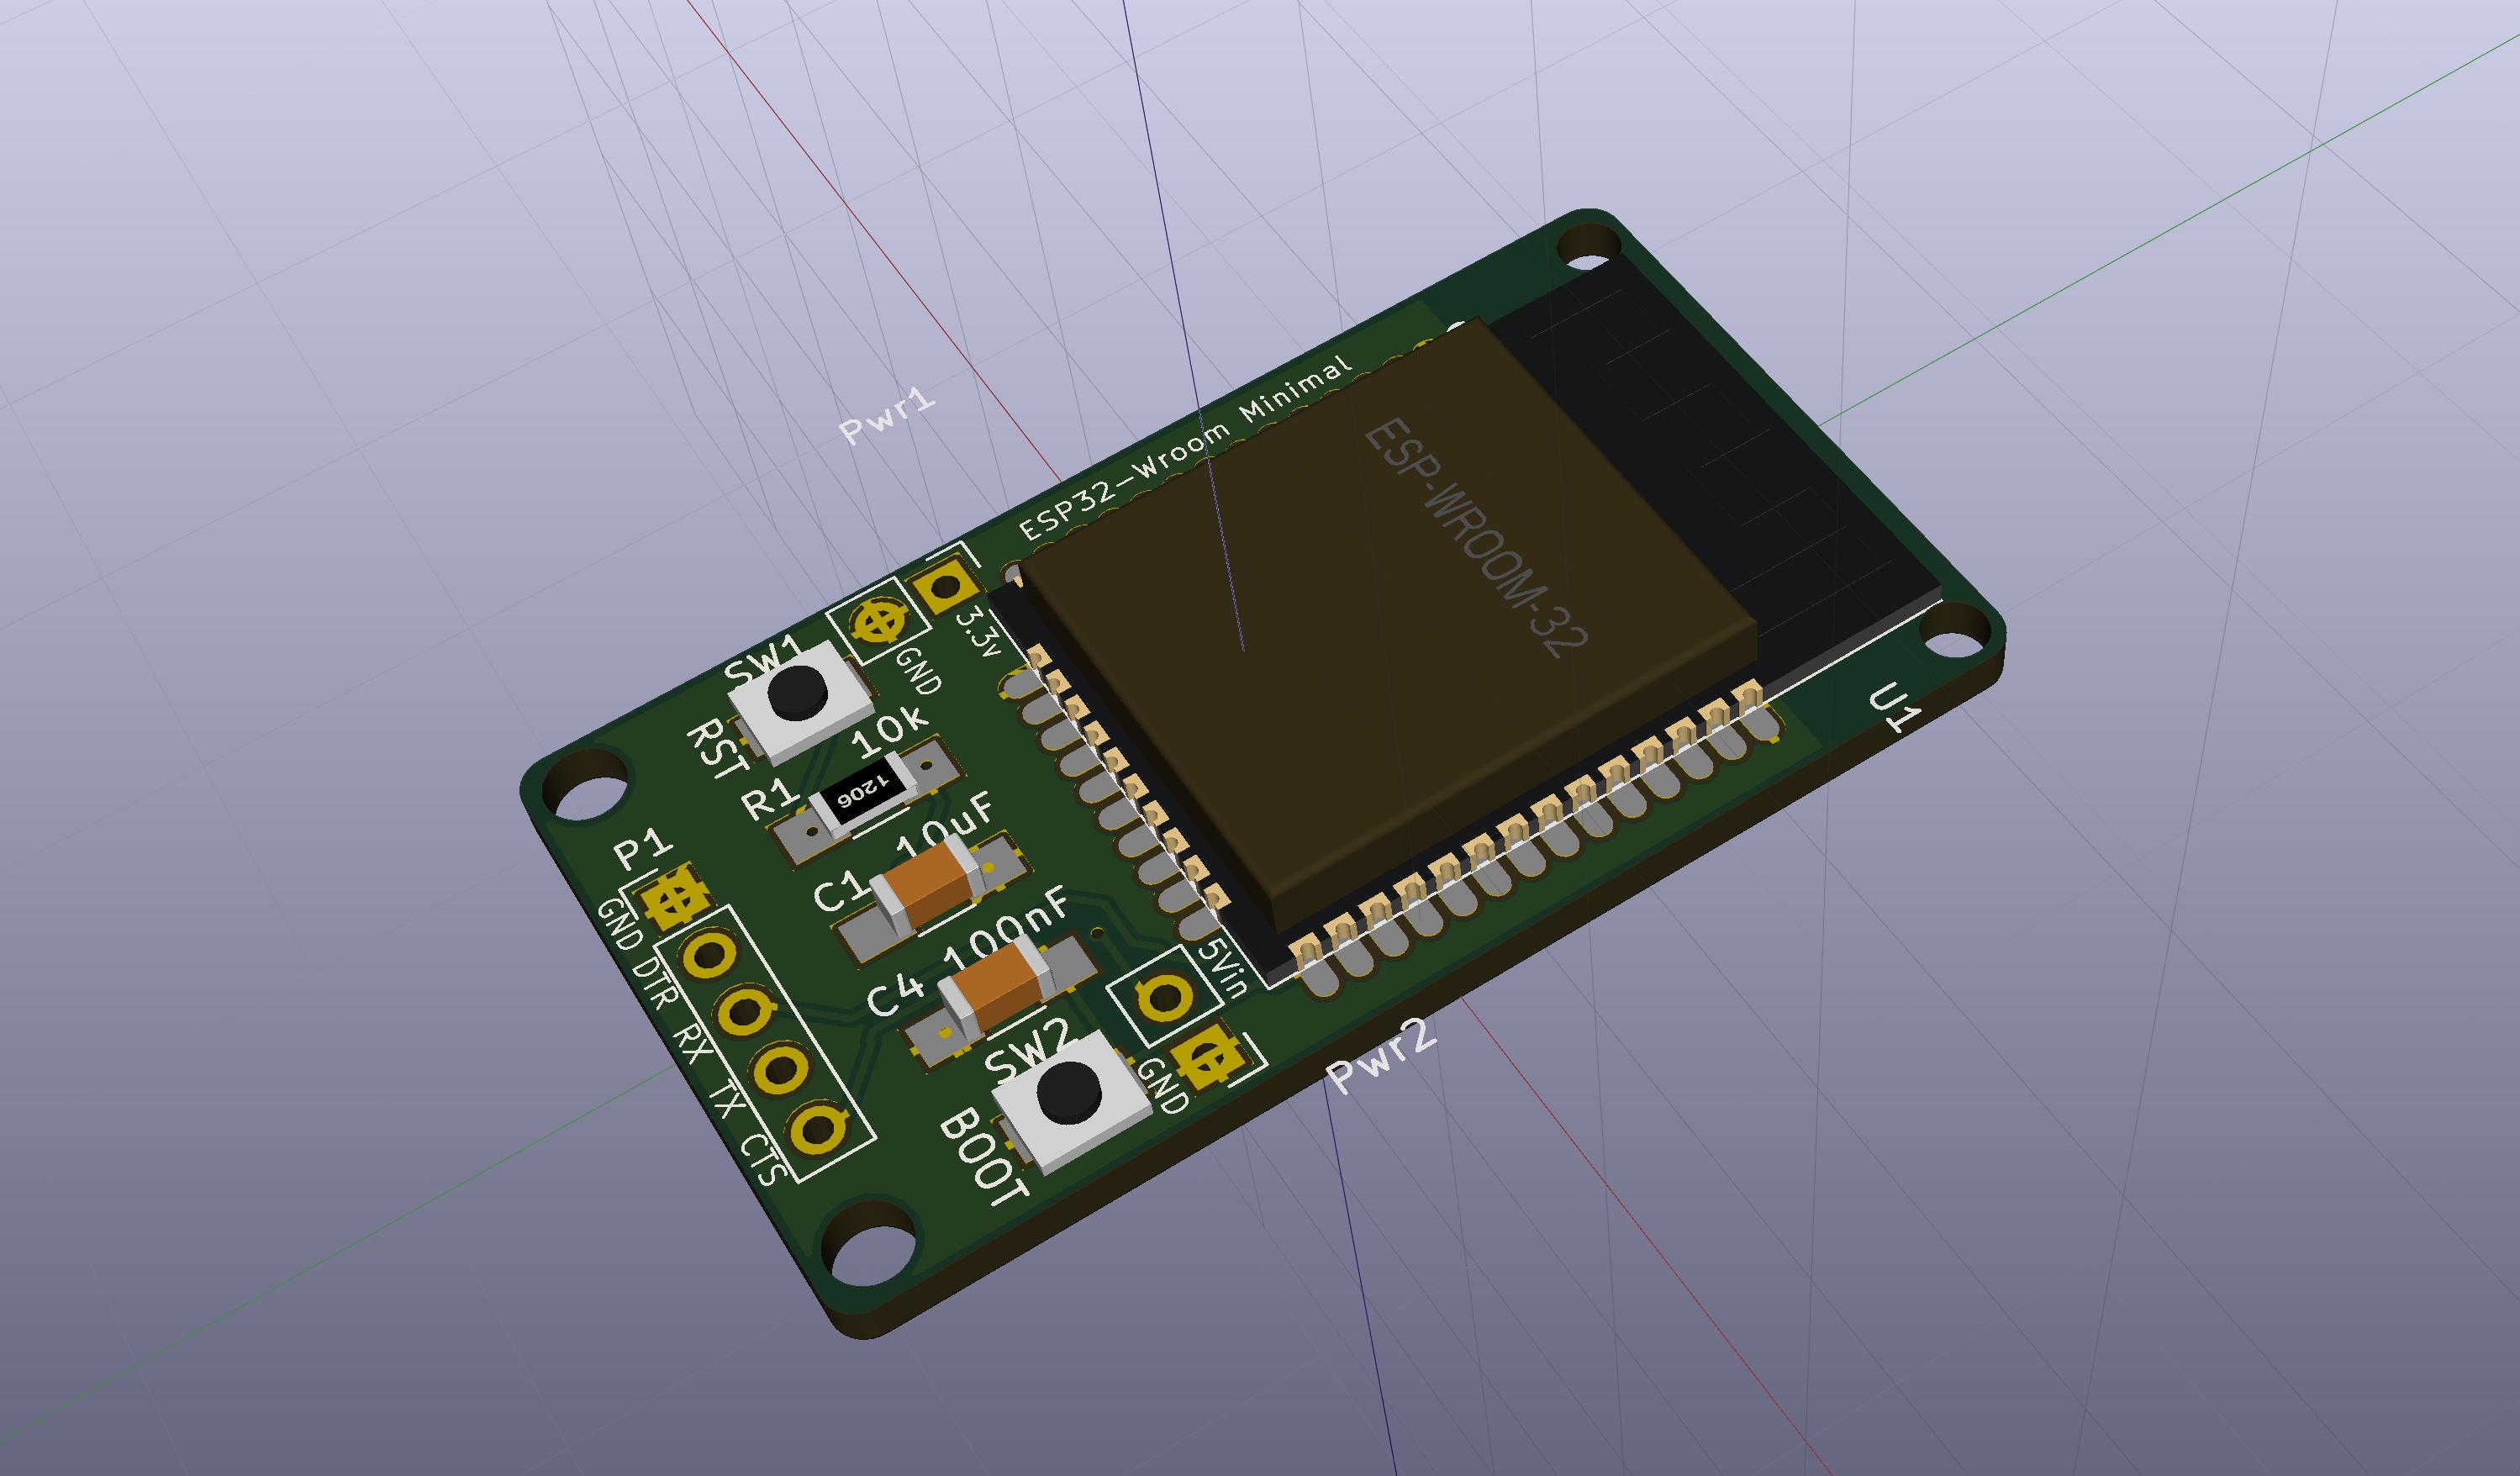 Pwr1
ESP32-Wroom Minimal
ESP-WROOM-32
3.3v
GND
SW1
RST
10k
R1
1206
10uF
C1
P1
GND
DTR
RX
TX
CTS
100nF
C4
5Vin
SW2
GND
BOOT
Pwr2
U1